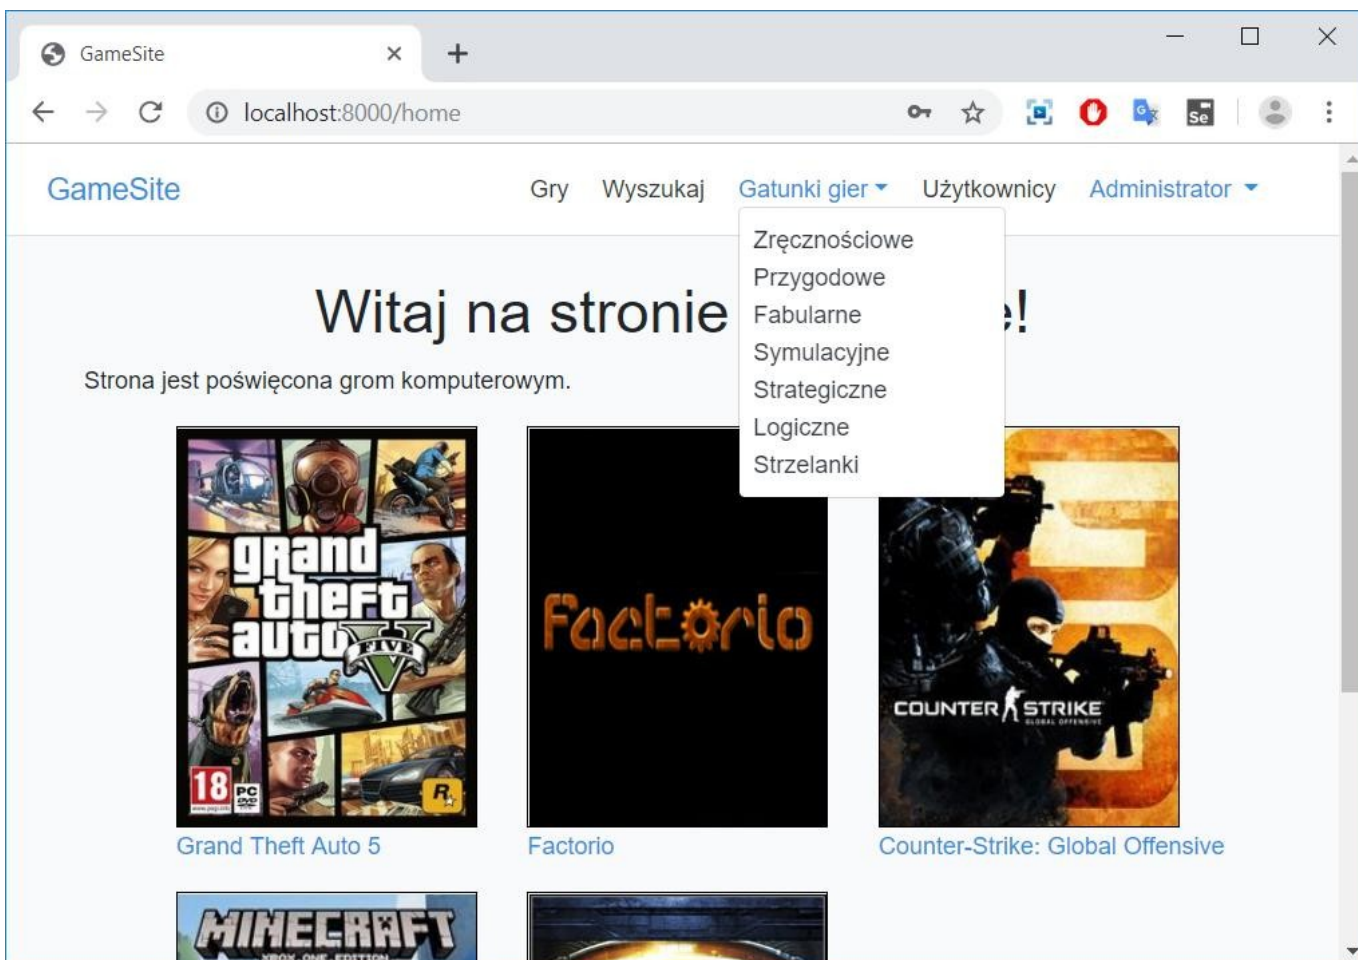 GameSite
localhost:8000/home
Se
GameSite Gry Wyszukaj Gatunki gier Użytkownicy Administrator
Zręcznościowe
Przygodowe
Fabularne
Symulacyjne
Strategiczne
Logiczne
Strzelanki
Witaj na stronie !
Strona jest poświęcona grom komputerowym.
grand
theft
auto
V
FIVE
18
PC
DVD
R
Factorio
COUNTER STRIKE
GLOBAL OFFENSIVE
Grand Theft Auto 5 Factorio Counter-Strike: Global Offensive
MINECRAFT
XBOX ONE EDITION